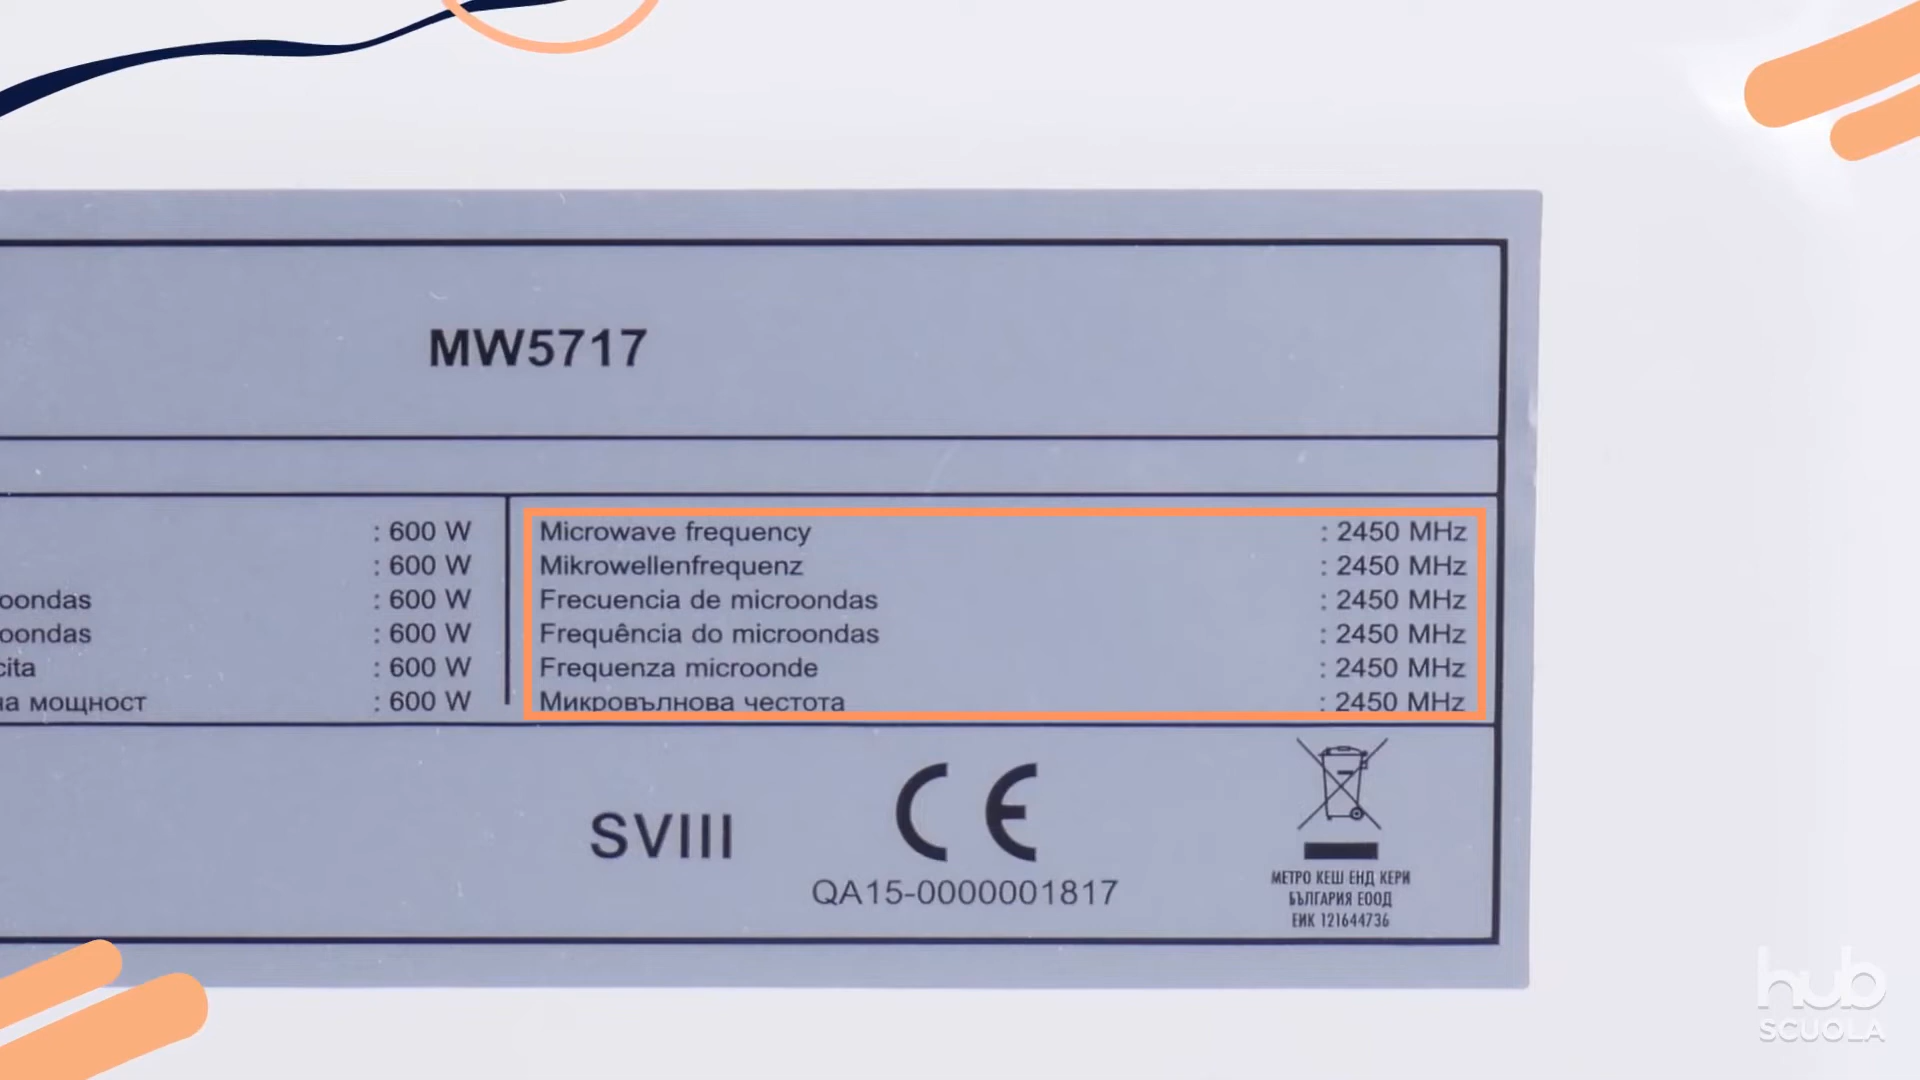 MW5717
: 600 W
: 600 W
oondas : 600 W
oondas : 600 W
cita : 600 W
на мощност : 600 W
Microwave frequency : 2450 MHz
Mikrowellenfrequenz : 2450 MHz
Frecuencia de microondas : 2450 MHz
Frequência do microondas : 2450 MHz
Frequenza microonde : 2450 MHz
Микровълнова честота : 2450 MHz
SVIII
CE
QA15-0000001817
МЕТРО КЕШ ЕНД КЕРИ
БЪЛГАРИЯ ЕООД
ЕИК 121644736
hub
SCUOLA